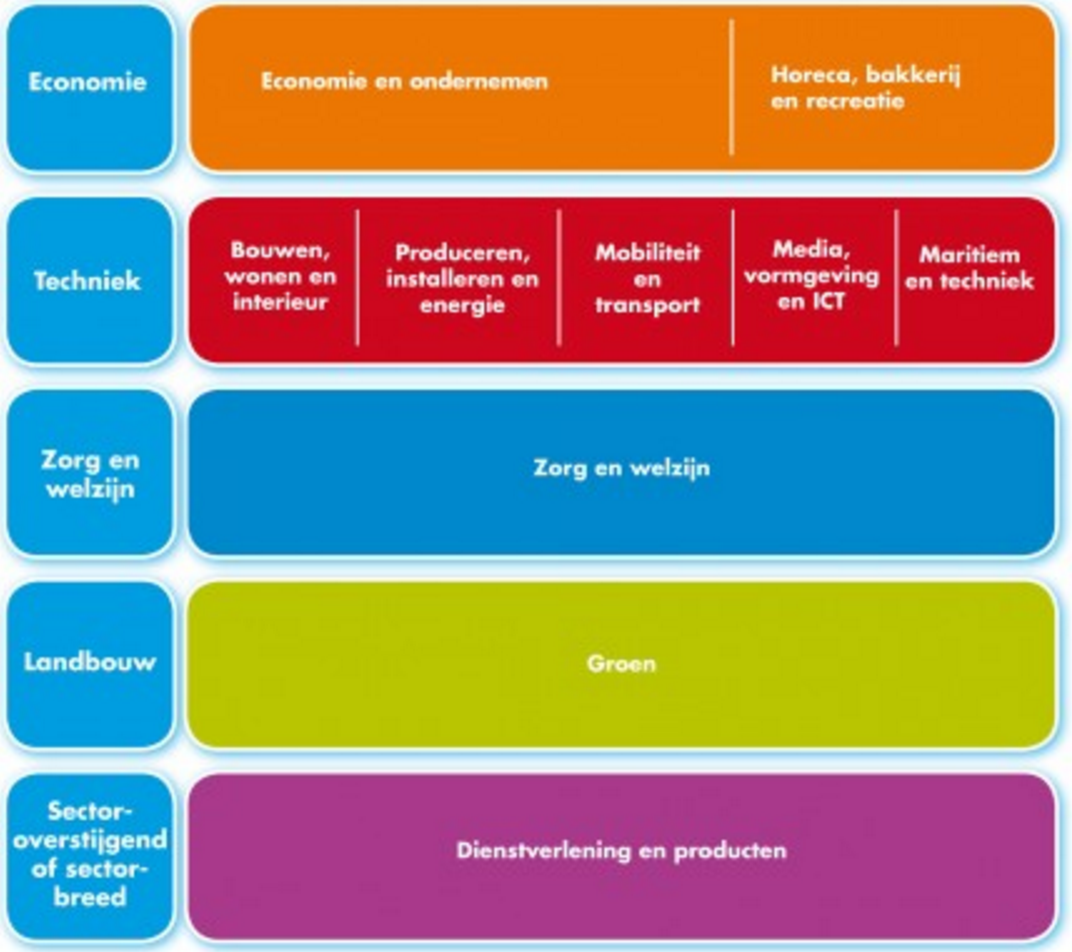 Economie
Economie en ondernemen
Horeca, bakkerij
en recreatie
Techniek
Bouwen,
wonen en
interieur
Produceren,
installeren en
energie
Mobiliteit
en
transport
Media,
vormgeving
en ICT
Maritiem
en techniek
Zorg en
welzijn
Zorg en welzijn
Landbouw
Groen
Sector-
overstijgend
of sector-
breed
Dienstverlening en producten